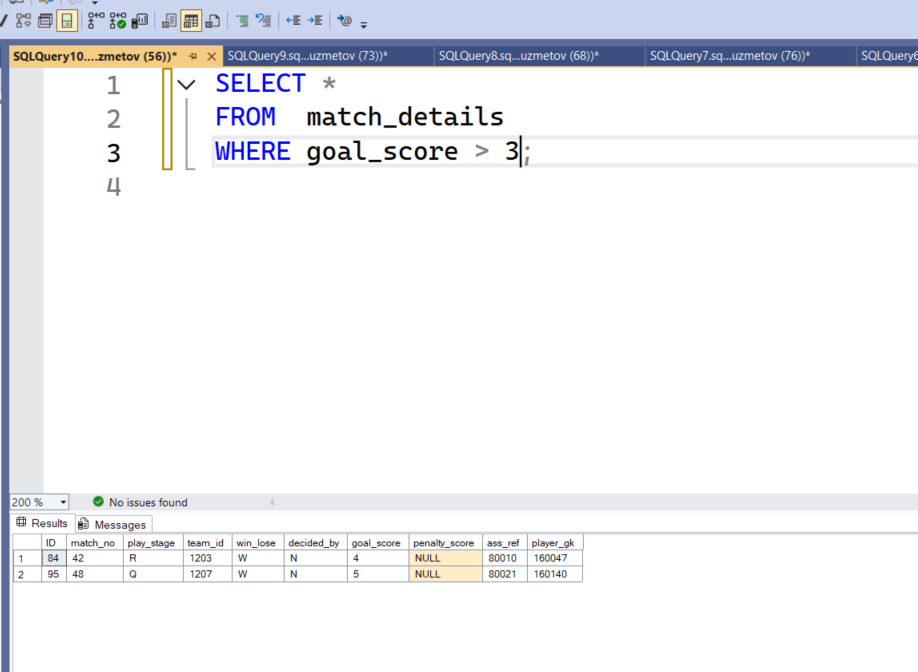 SQLQuery10....zmetov (56))*
SQLQuery9.sq...uzmetov (73))*
SQLQuery8.sq...uzmetov (68))*
SQLQuery7.sq...uzmetov (76))*
SQLQuery6
1 SELECT *
2 FROM match_details
3 WHERE goal_score > 3;
4
200 %
No issues found
Results Messages
ID match_no play_stage team_id win_lose decided_by goal_score penalty_score ass_ref player_gk
1 84 42 R 1203 W N 4 NULL 80010 160047
2 95 48 Q 1207 W N 5 NULL 80021 160140